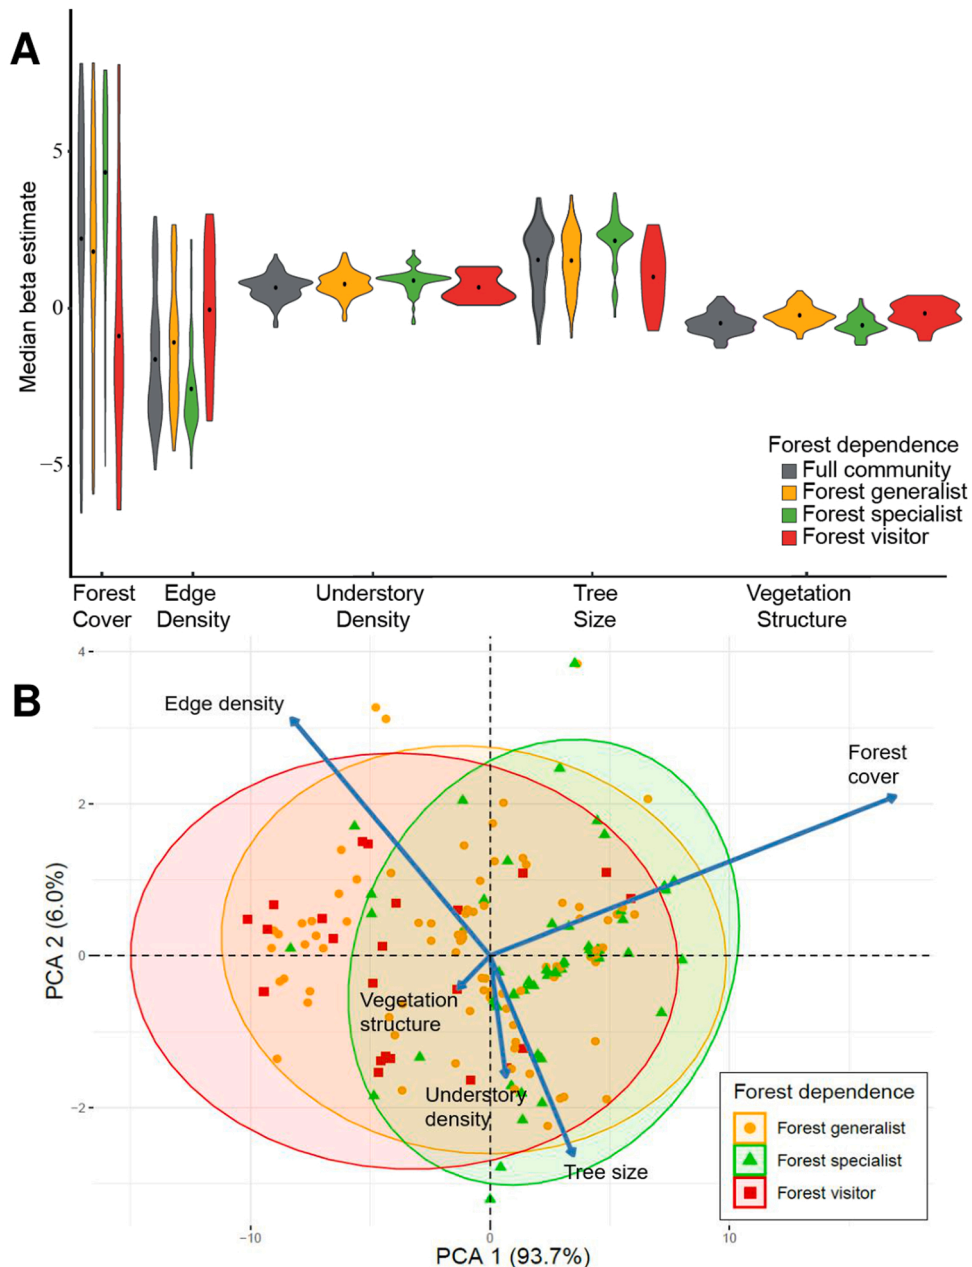 A
Median beta estimate
5
0
−5
Forest dependence
Full community
Forest generalist
Forest specialist
Forest visitor
Forest
Cover
Edge
Density
Understory
Density
Tree
Size
Vegetation
Structure
B
PCA 2 (6.0%)
4
2
0
−2
Edge density
Forest
cover
Vegetation
structure
Understory
density
Tree size
Forest dependence
Forest generalist
Forest specialist
Forest visitor
−10
0
10
PCA 1 (93.7%)